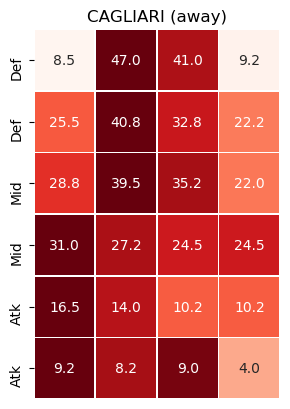 CAGLIARI (away)
Def 8.5 47.0 41.0 9.2
Def 25.5 40.8 32.8 22.2
Mid 28.8 39.5 35.2 22.0
Mid 31.0 27.2 24.5 24.5
Atk 16.5 14.0 10.2 10.2
Atk 9.2 8.2 9.0 4.0